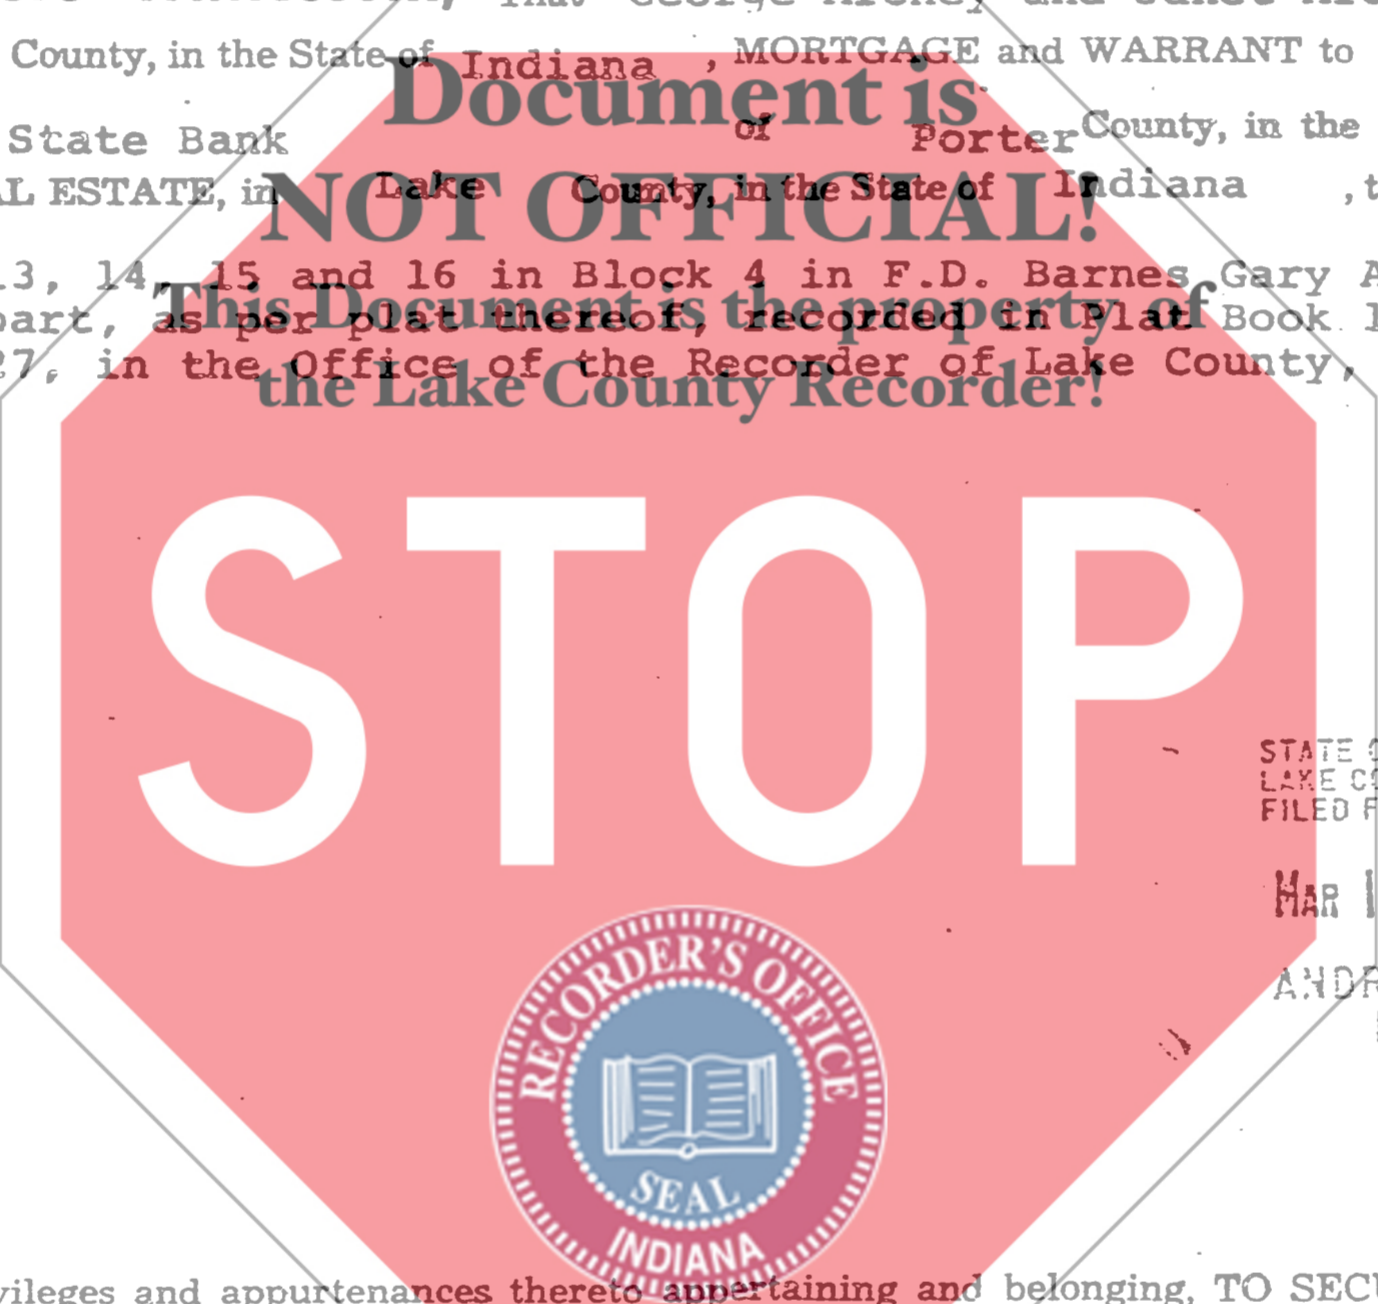 County, in the State of Indiana , MORTGAGE and WARRANT to
Document is
State Bank of Porter County, in the
AL ESTATE, in Lake County, in the State of Indiana ,
NOT OFFICIAL!
13, 14, 15 and 16 in Block 4 in F.D. Barnes Gary A
This Document is the property of
part, as per plat thereof, recorded in Plat Book
27, in the Office of the Recorder of Lake County,
the Lake County Recorder!
STOP
STATE O
LAKE CO
FILED F
MAR
ANDR
RECORDER'S OFFICE
SEAL
INDIANA
vileges and appurtenances thereto appertaining and belonging, TO SECU